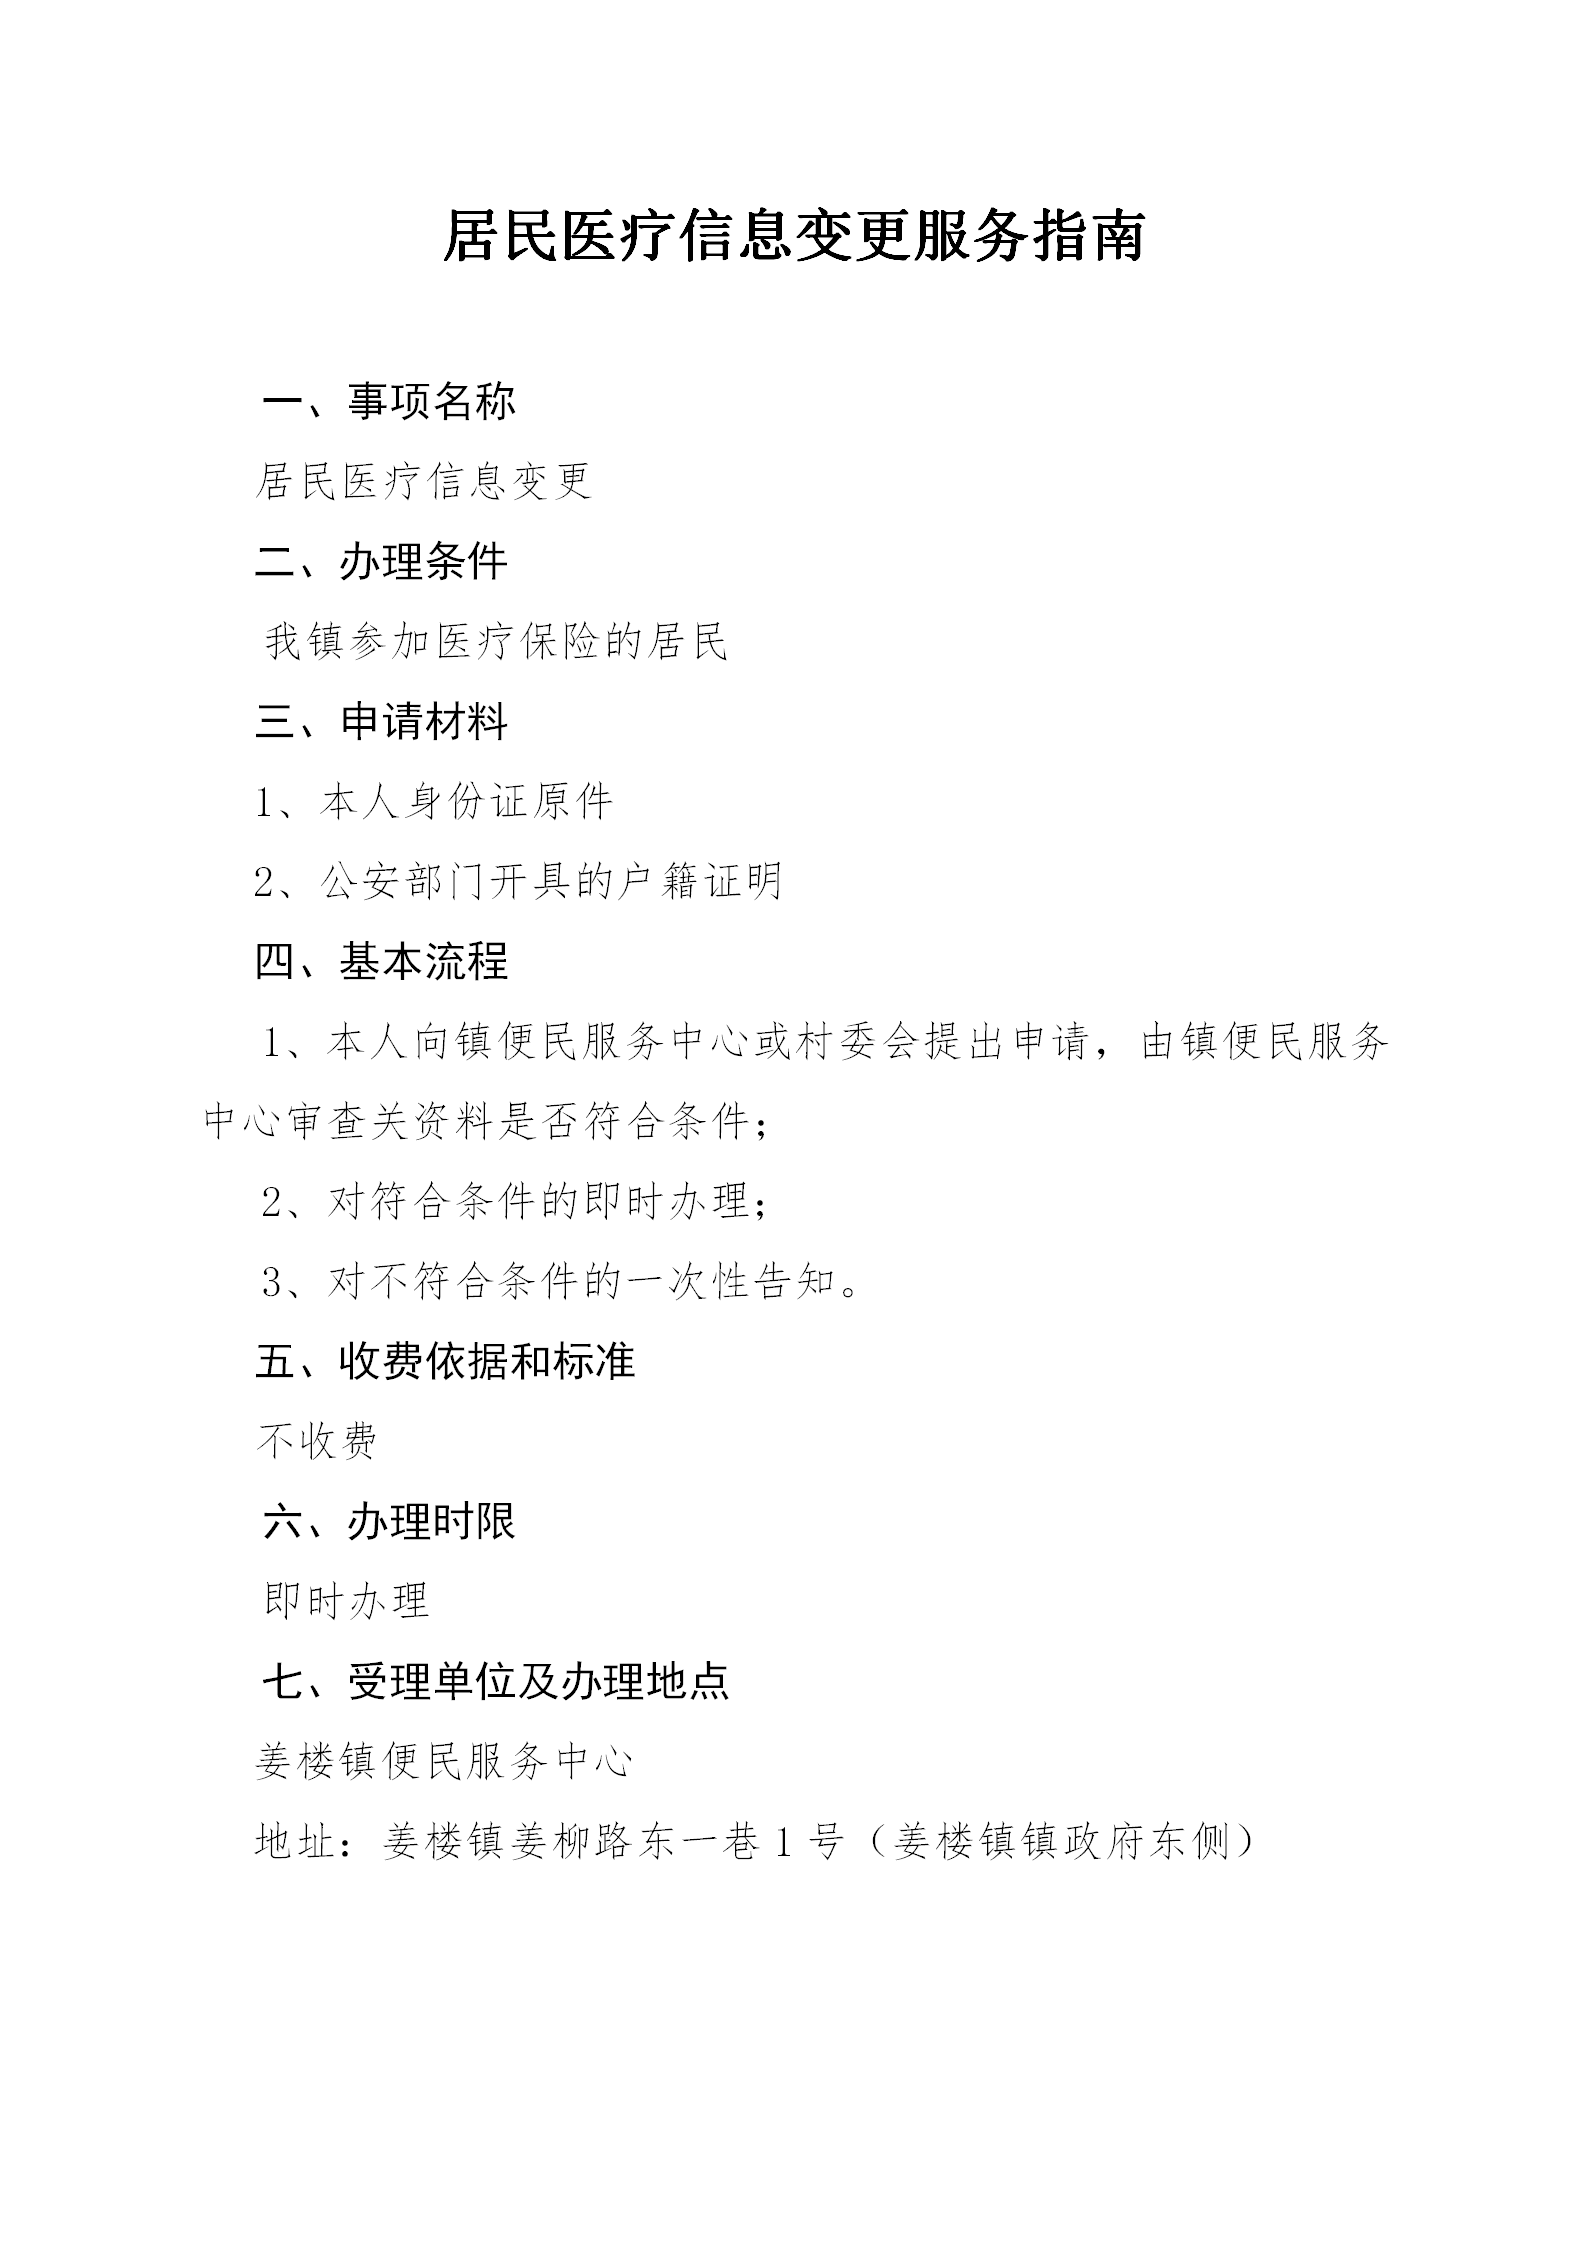 居民医疗信息变更服务指南
一、事项名称
居民医疗信息变更
二、办理条件
我镇参加医疗保险的居民
三、申请材料
1、本人身份证原件
2、公安部门开具的户籍证明
四、基本流程
1、本人向镇便民服务中心或村委会提出申请，由镇便民服务
中心审查关资料是否符合条件；
2、对符合条件的即时办理；
3、对不符合条件的一次性告知。
五、收费依据和标准
不收费
六、办理时限
即时办理
七、受理单位及办理地点
姜楼镇便民服务中心
地址：姜楼镇姜柳路东一巷1号（姜楼镇镇政府东侧）